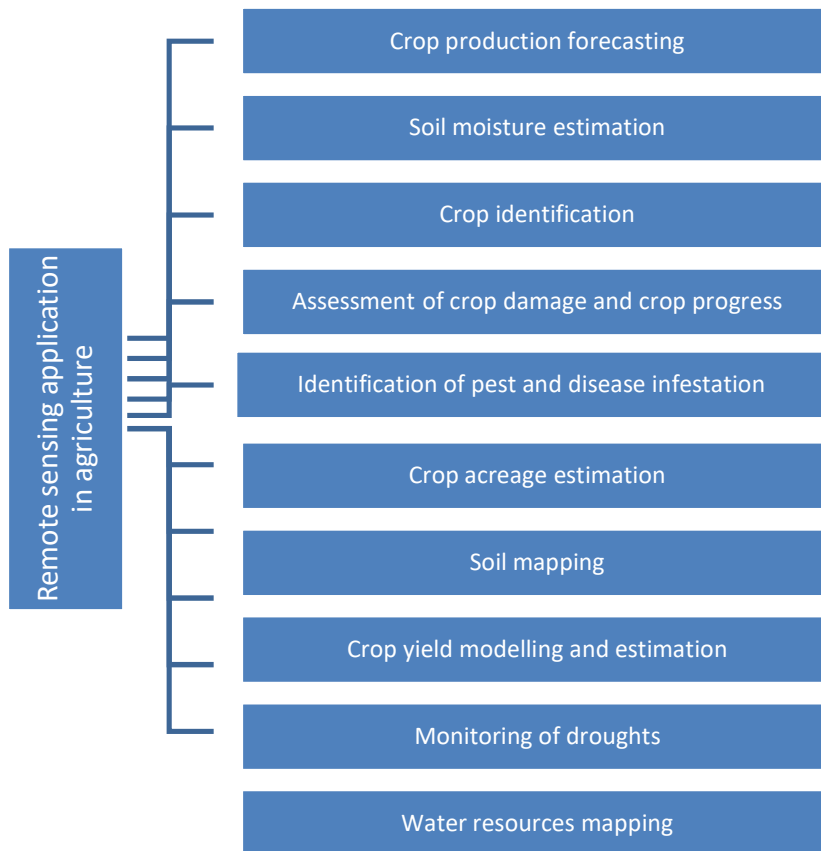 Remote sensing application
in agriculture
Crop production forecasting
Soil moisture estimation
Crop identification
Assessment of crop damage and crop progress
Identification of pest and disease infestation
Crop acreage estimation
Soil mapping
Crop yield modelling and estimation
Monitoring of droughts
Water resources mapping